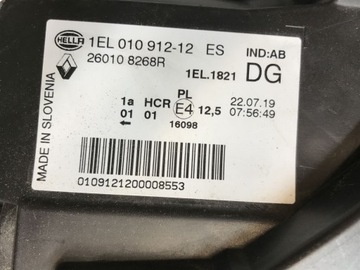 HELLA 1EL 010 912-12 ES IND:AB
26010 8268R 1EL.1821 DG
PL
1a HCR E4 12,5 22.07.19
01 01 07:56:49
← 16098
MADE IN SLOVENIA
0109121200008553